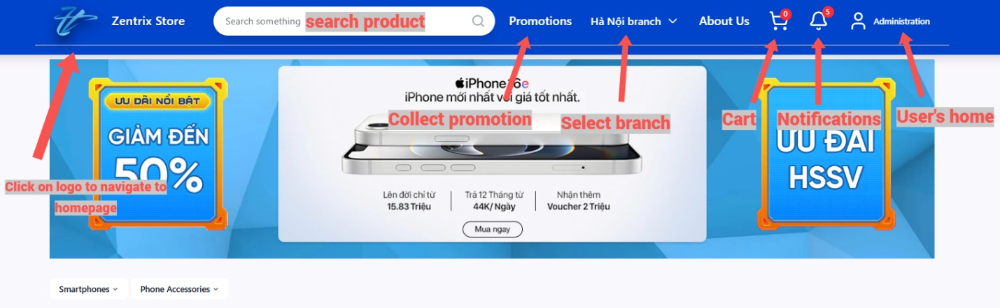 Zentrix Store
Search something
search product
Promotions
Hà Nội branch
About Us
0
5
Administration
ƯU ĐÃI NỔI BẬT
GIẢM ĐẾN
50%
iPhone 16e
iPhone mới nhất với giá tốt nhất.
Collect promotion
Select branch
Cart
Notifications
User's home
ƯU ĐÃI
HSSV
Click on logo to navigate to
homepage
Lên đời chỉ từ
15.83 Triệu
Trả 12 Tháng từ
44K/ Ngày
Nhận thêm
Voucher 2 Triệu
Mua ngay
Smartphones
Phone Accessories